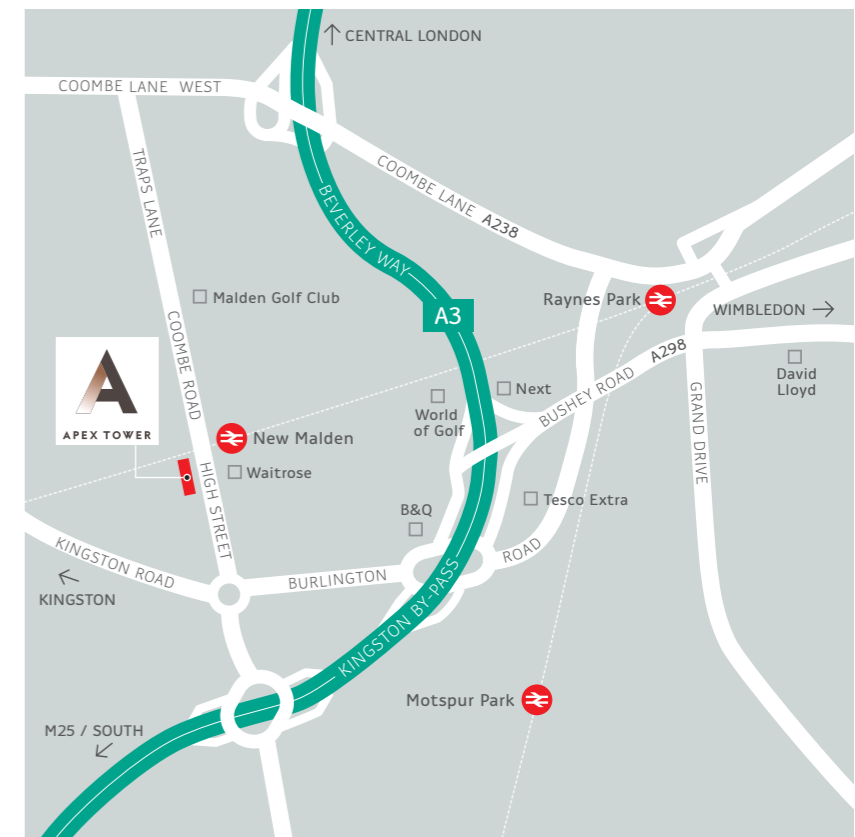 CENTRAL LONDON
COOMBE LANE WEST
TRAPS LANE
COOMBE LANE A238
BEVERLEY WAY
Malden Golf Club
Raynes Park
A3
WIMBLEDON
COOMBE ROAD
A
APEX TOWER
BUSHEY ROAD A298
David
Lloyd
Next
World
of Golf
GRAND DRIVE
New Malden
Waitrose
HIGH STREET
Tesco Extra
B&Q
KINGSTON ROAD
KINGSTON
BURLINGTON
ROAD
KINGSTON BY-PASS
Motspur Park
M25 / SOUTH